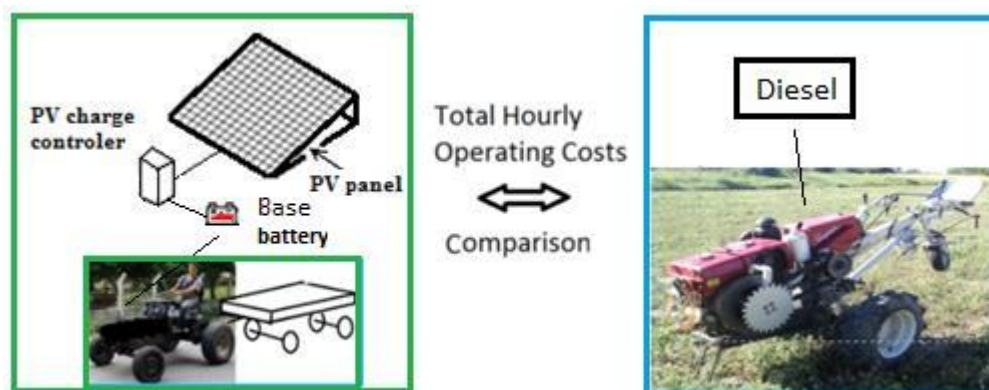 PV charge
controler
PV panel
Base
battery
Total Hourly
Operating Costs
Comparison
Diesel